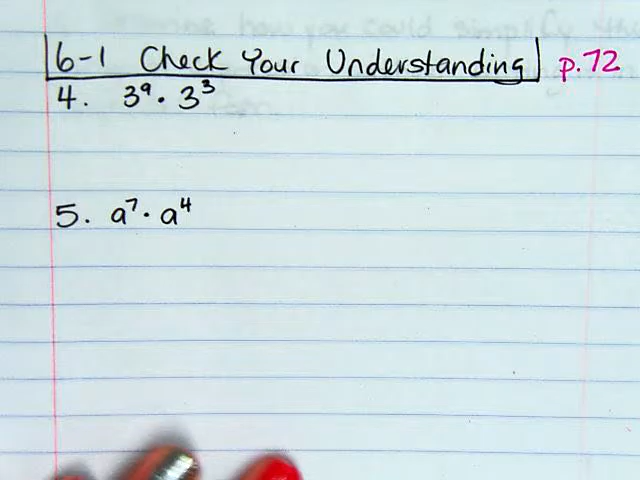 6-1 Check Your Understanding p.72
4. 3⁹ · 3³
5. a⁷ · a⁴